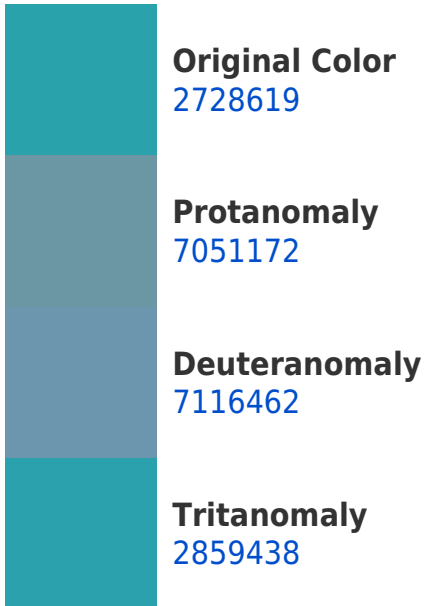 Original Color
2728619
Protanomaly
7051172
Deuteranomaly
7116462
Tritanomaly
2859438